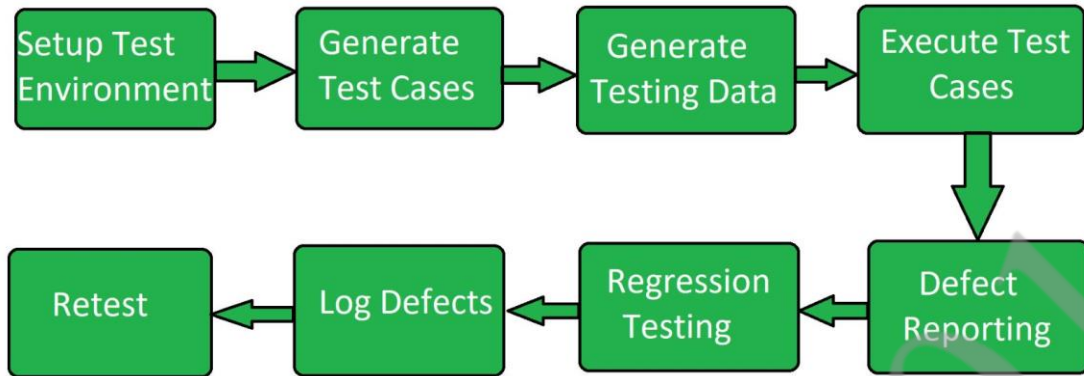 Setup Test
Environment
Generate
Test Cases
Generate
Testing Data
Execute Test
Cases
Defect
Reporting
Regression
Testing
Log Defects
Retest